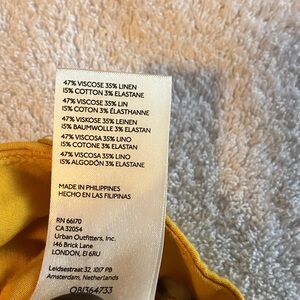 47% VISCOSE 35% LINEN
15% COTTON 3% ELASTANE
47% VISCOSE 35% LIN
15% COTON 3% ÉLASTHANNE
47% VISKOSE 35% LEINEN
15% BAUMWOLLE 3% ELASTAN
47% VISCOSA 35% LINO
15% COTONE 3% ELASTAN
47% VISCOSA 35% LINO
15% ALGODÓN 3% ELASTANE
MADE IN PHILIPPINES
HECHO EN LAS FILIPINAS
RN 66170
CA 32054
Urban Outfitters, Inc.
146 Brick Lane
LONDON, E1 6RU
Leidsestraat 32, 1017 PB
Amsterdam, Netherlands
OB1364733